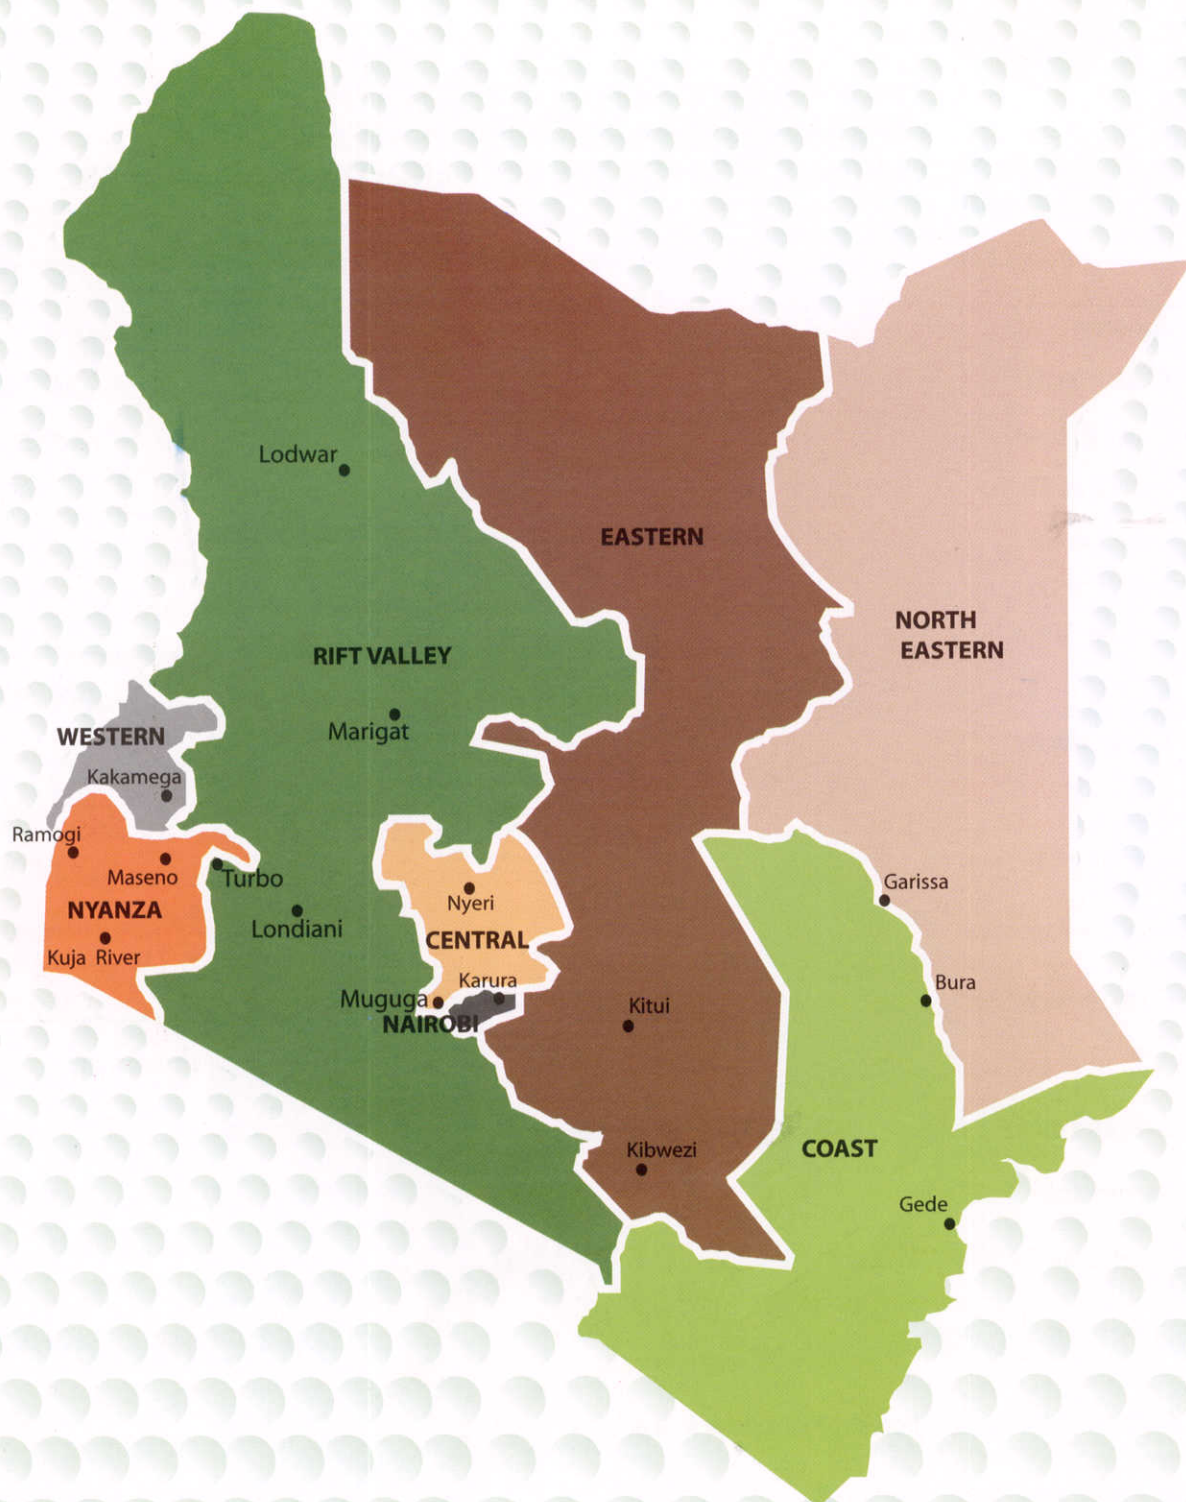 Lodwar
EASTERN
NORTH
EASTERN
RIFT VALLEY
Marigat
WESTERN
Kakamega
Ramogi
Maseno
Turbo
NYANZA
Londiani
Kuja River
Nyeri
CENTRAL
Karura
Muguga
NAIROBI
Garissa
Bura
Kitui
Kibwezi
COAST
Gede